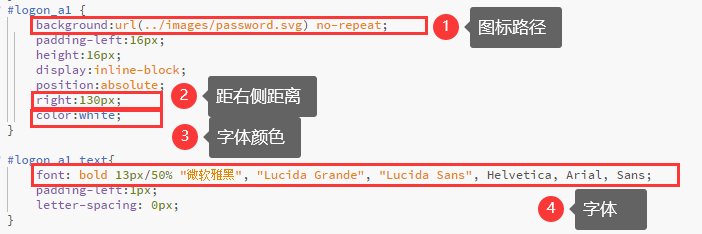 #logon_a1 {
background:url(../images/password.svg) no-repeat;
1 图标路径
padding-left:16px;
height:16px;
display:inline-block;
position:absolute;
right:130px;
2 距右侧距离
color:white;
3 字体颜色
}
#logon_a1_text{
font: bold 13px/50% "微软雅黑", "Lucida Grande", "Lucida Sans", Helvetica, Arial, Sans;
padding-left:1px;
letter-spacing: 0px;
4 字体
}